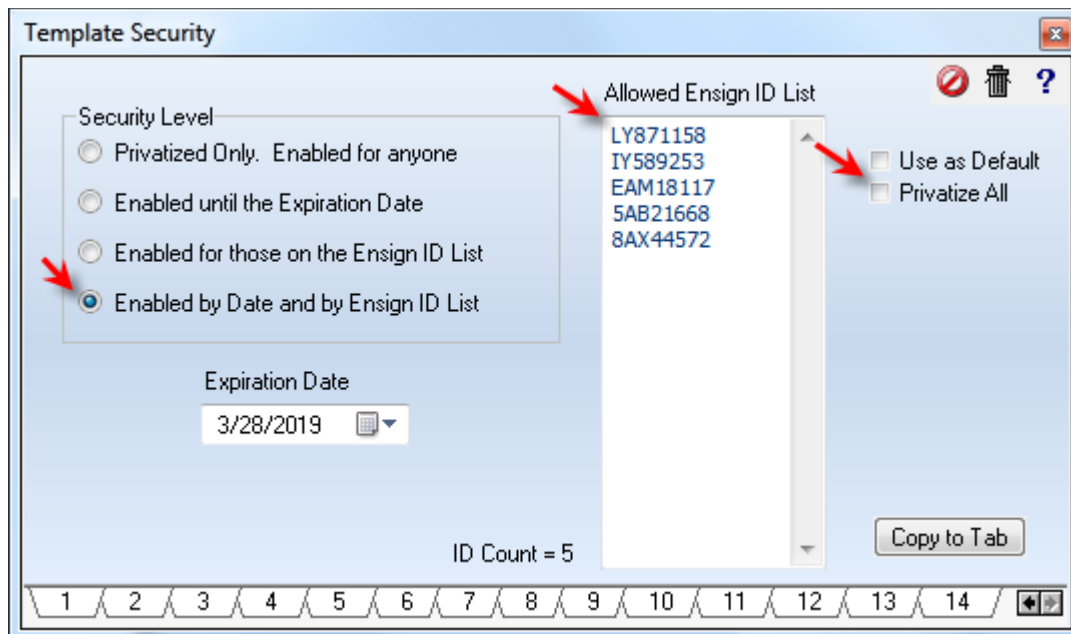 Template Security
Security Level
Privatized Only. Enabled for anyone
Enabled until the Expiration Date
Enabled for those on the Ensign ID List
Enabled by Date and by Ensign ID List
Expiration Date
3/28/2019
ID Count = 5
Allowed Ensign ID List
LY871158
IY589253
EAM18117
5AB21668
8AX44572
?
Use as Default
Privatize All
Copy to Tab
1 2 3 4 5 6 7 8 9 10 11 12 13 14